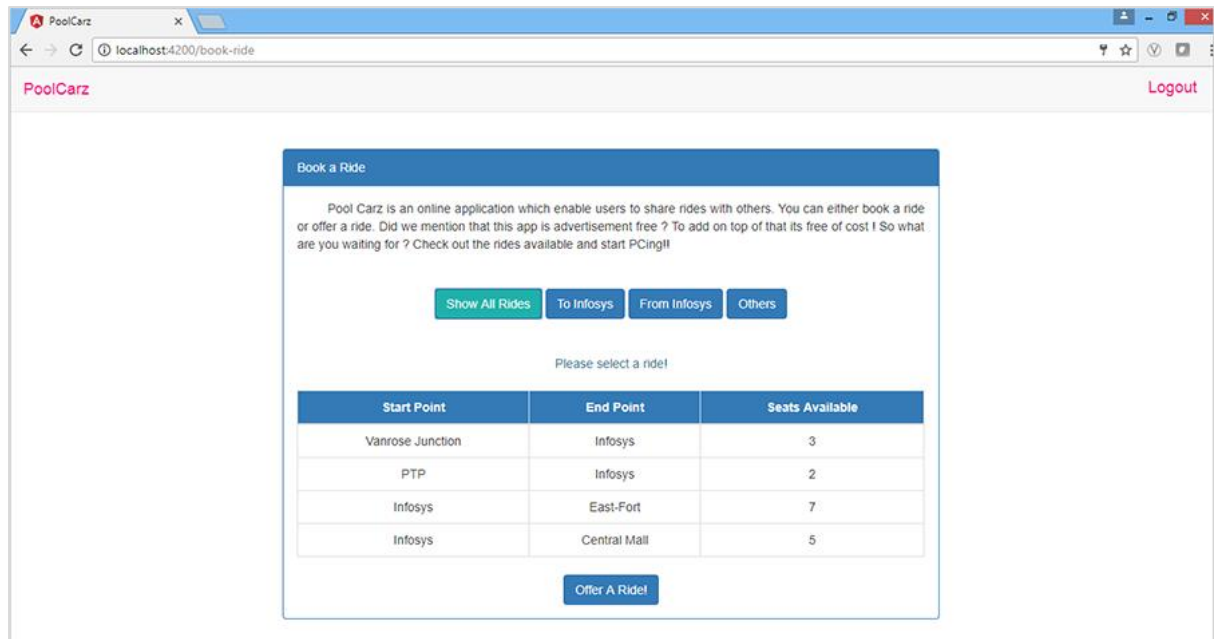 PoolCarz
localhost:4200/book-ride
PoolCarz
Logout
Book a Ride
Pool Carz is an online application which enable users to share rides with others. You can either book a ride
or offer a ride. Did we mention that this app is advertisement free ? To add on top of that its free of cost ! So what
are you waiting for ? Check out the rides available and start PCing!!
Show All Rides To Infosys From Infosys Others
Please select a ride!
Start Point End Point Seats Available
Vanrose Junction Infosys 3
PTP Infosys 2
Infosys East-Fort 7
Infosys Central Mall 5
Offer A Ride!